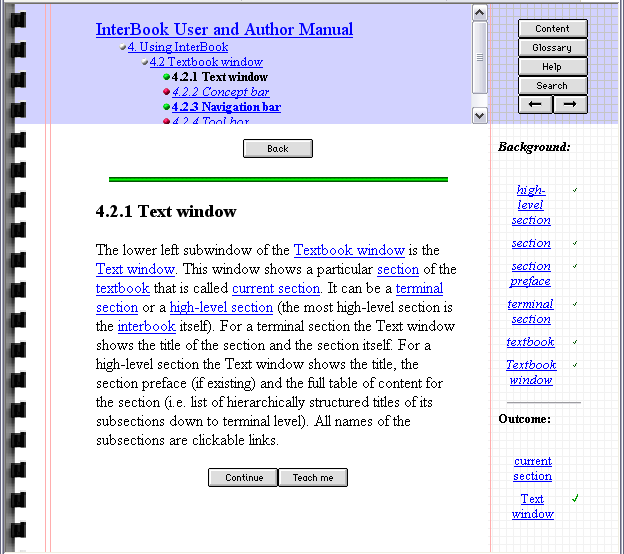 InterBook User and Author Manual
4. Using InterBook
4.2 Textbook window
4.2.1 Text window
4.2.2 Concept bar
4.2.3 Navigation bar
4.2.4 Tool bar
Content
Glossary
Help
Search
Back
4.2.1 Text window
The lower left subwindow of the Textbook window is the
Text window. This window shows a particular section of the
textbook that is called current section. It can be a terminal
section or a high-level section (the most high-level section is
the interbook itself). For a terminal section the Text window
shows the title of the section and the section itself. For a
high-level section the Text window shows the title, the
section preface (if existing) and the full table of content for
the section (i.e. list of hierarchically structured titles of its
subsections down to terminal level). All names of the
subsections are clickable links.
Continue
Teach me
Background:
high-
level
section
section
section
preface
terminal
section
textbook
Textbook
window
Outcome:
current
section
Text
window